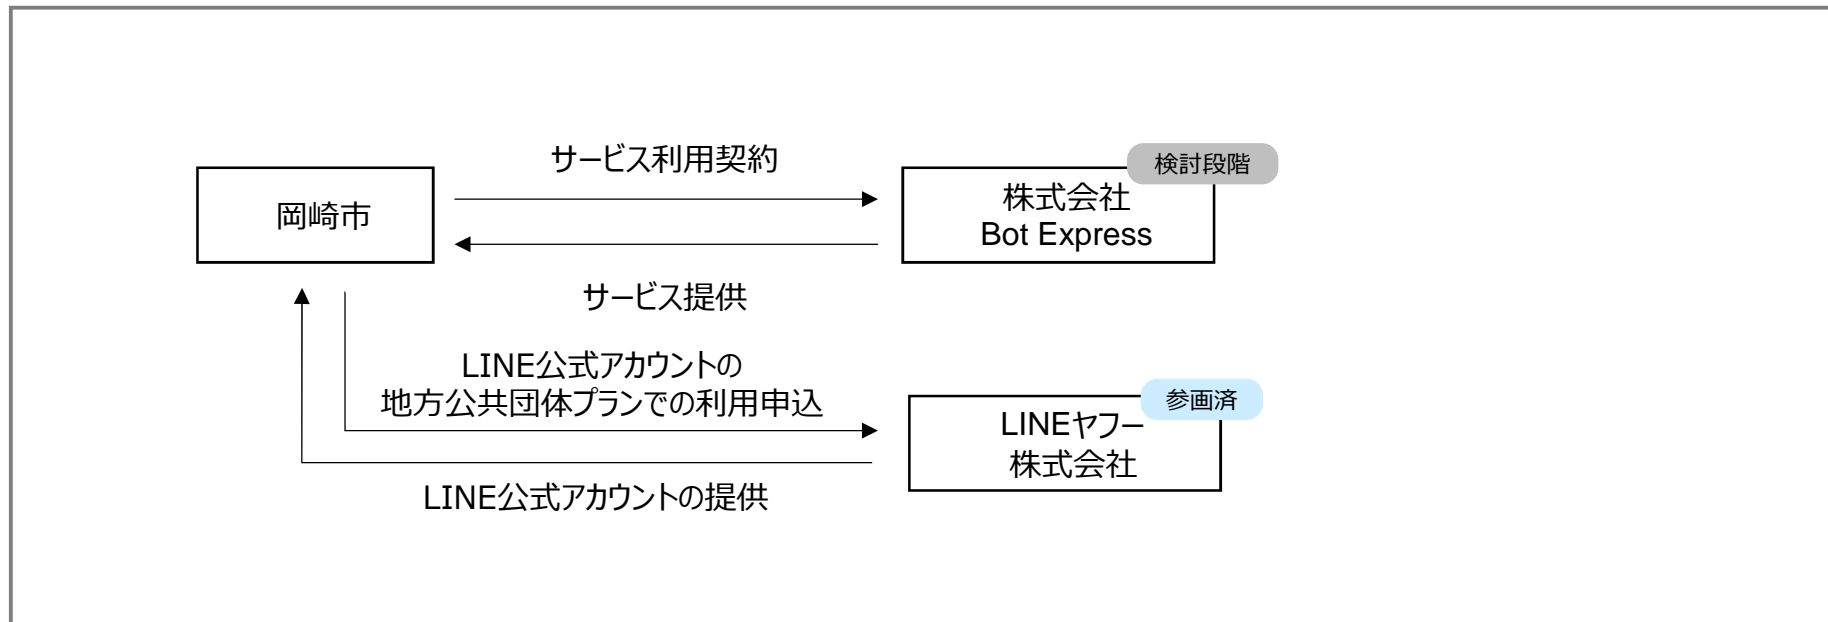 サービス利用契約
検討段階
岡崎市
株式会社
Bot Express
サービス提供
LINE公式アカウントの
地方公共団体プランでの利用申込
参画済
LINEヤフー
株式会社
LINE公式アカウントの提供